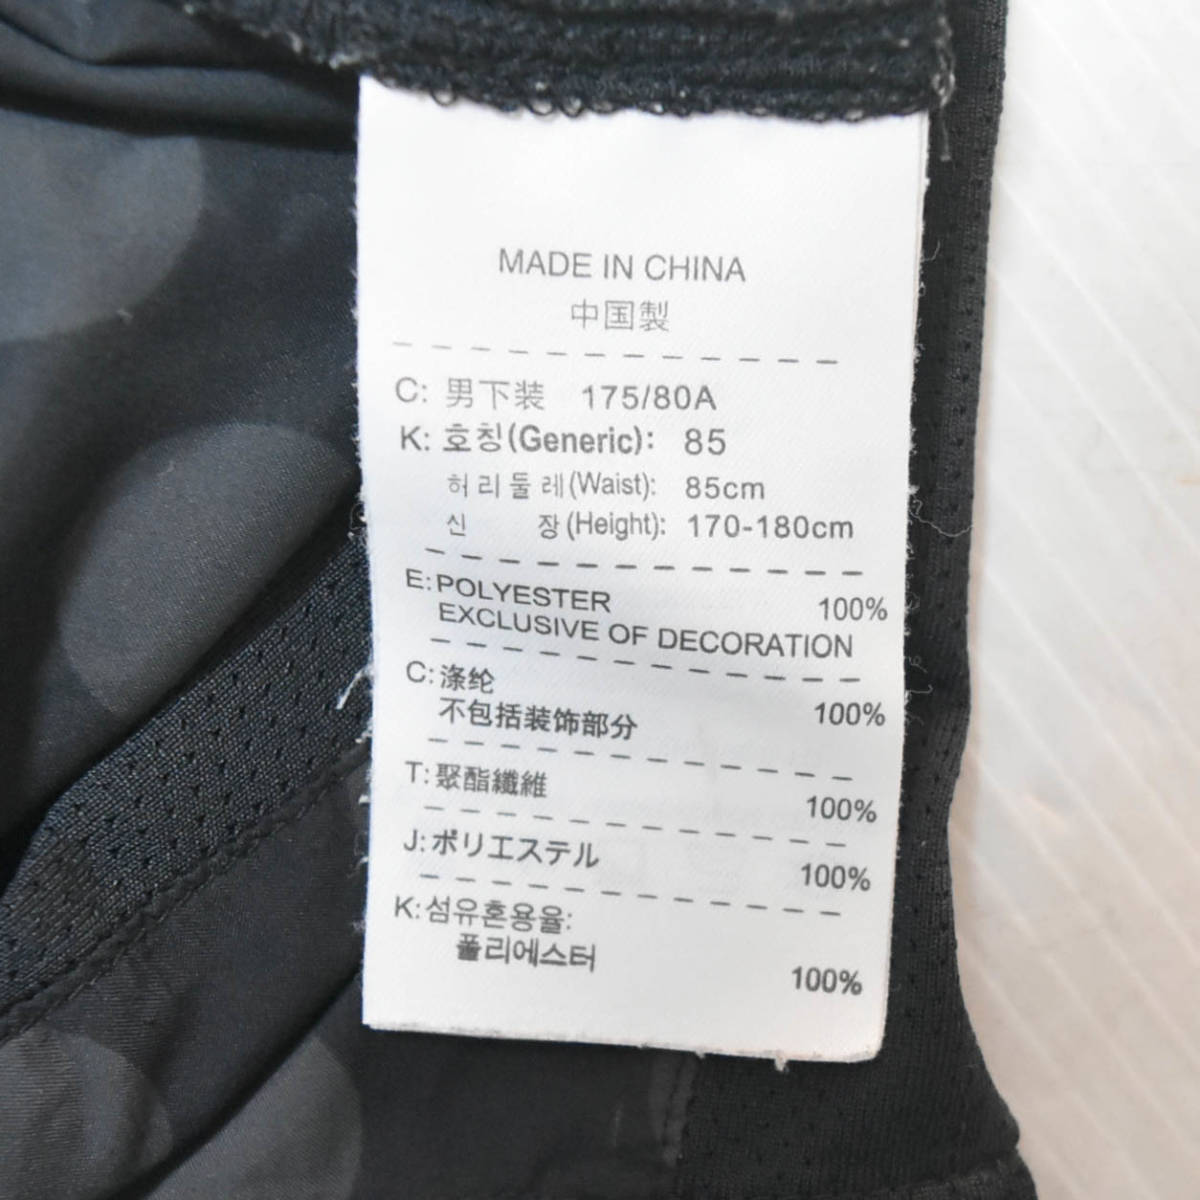 MADE IN CHINA
中国製
C: 男下装 175/80A
K: 호칭(Generic): 85
허리둘레(Waist): 85cm
신 장(Height): 170-180cm
E:POLYESTER 100%
EXCLUSIVE OF DECORATION
C:涤纶 100%
不包括装饰部分
T:聚酯纖維 100%
J:ポリエステル 100%
K:섬유혼용율:
폴리에스터 100%